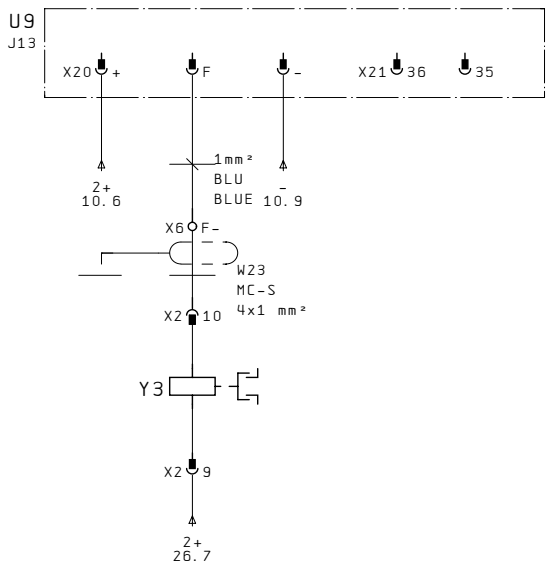 U9
J13
X20 + F - X21 36 35
1mm²
BLU
BLUE
2+
10.6
-
10.9
X6 F-
W23
MC-S
4x1 mm²
X2 10
Y3
X2 9
2+
26.7